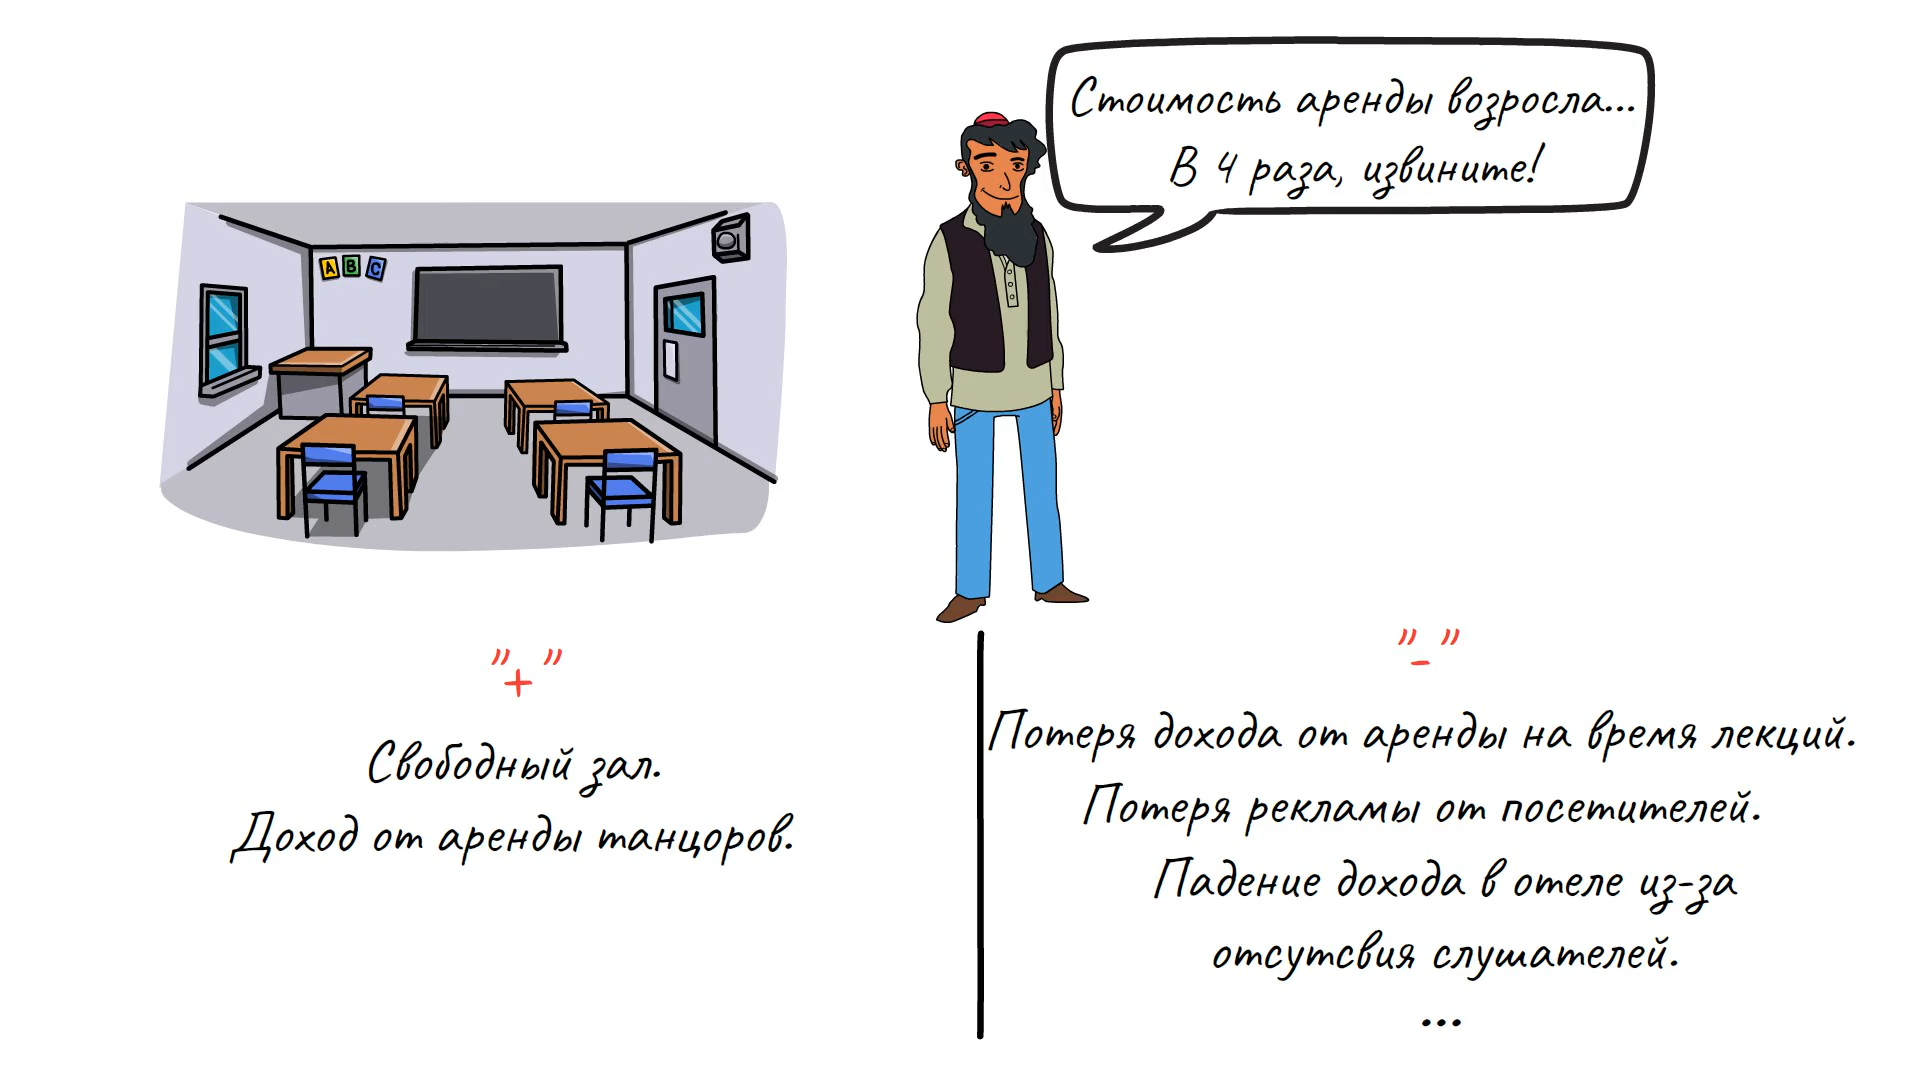 Стоимость аренды возросла...
В 4 раза, извините!
A B C
"+"
Свободный зал.
Доход от аренды танцоров.
"-"
Потеря дохода от аренды на время лекций.
Потеря рекламы от посетителей.
Падение дохода в отеле из-за
отсутсвия слушателей.
...